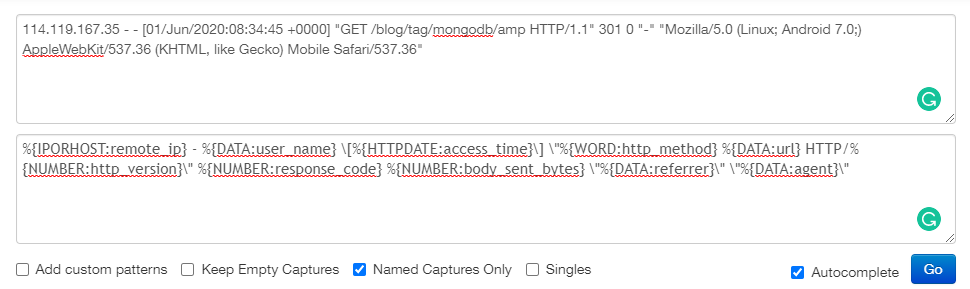 114.119.167.35 - - [01/Jun/2020:08:34:45 +0000] "GET /blog/tag/mongodb/amp HTTP/1.1" 301 0 "-" "Mozilla/5.0 (Linux; Android 7.0;)
AppleWebKit/537.36 (KHTML, like Gecko) Mobile Safari/537.36"
%{IPORHOST:remote_ip} - %{DATA:user_name} \[%{HTTPDATE:access_time}\] \"%{WORD:http_method} %{DATA:url} HTTP/%
{NUMBER:http_version}\" %{NUMBER:response_code} %{NUMBER:body_sent_bytes} \"%{DATA:referrer}\" \"%{DATA:agent}\"
Add custom patterns Keep Empty Captures Named Captures Only Singles Autocomplete Go